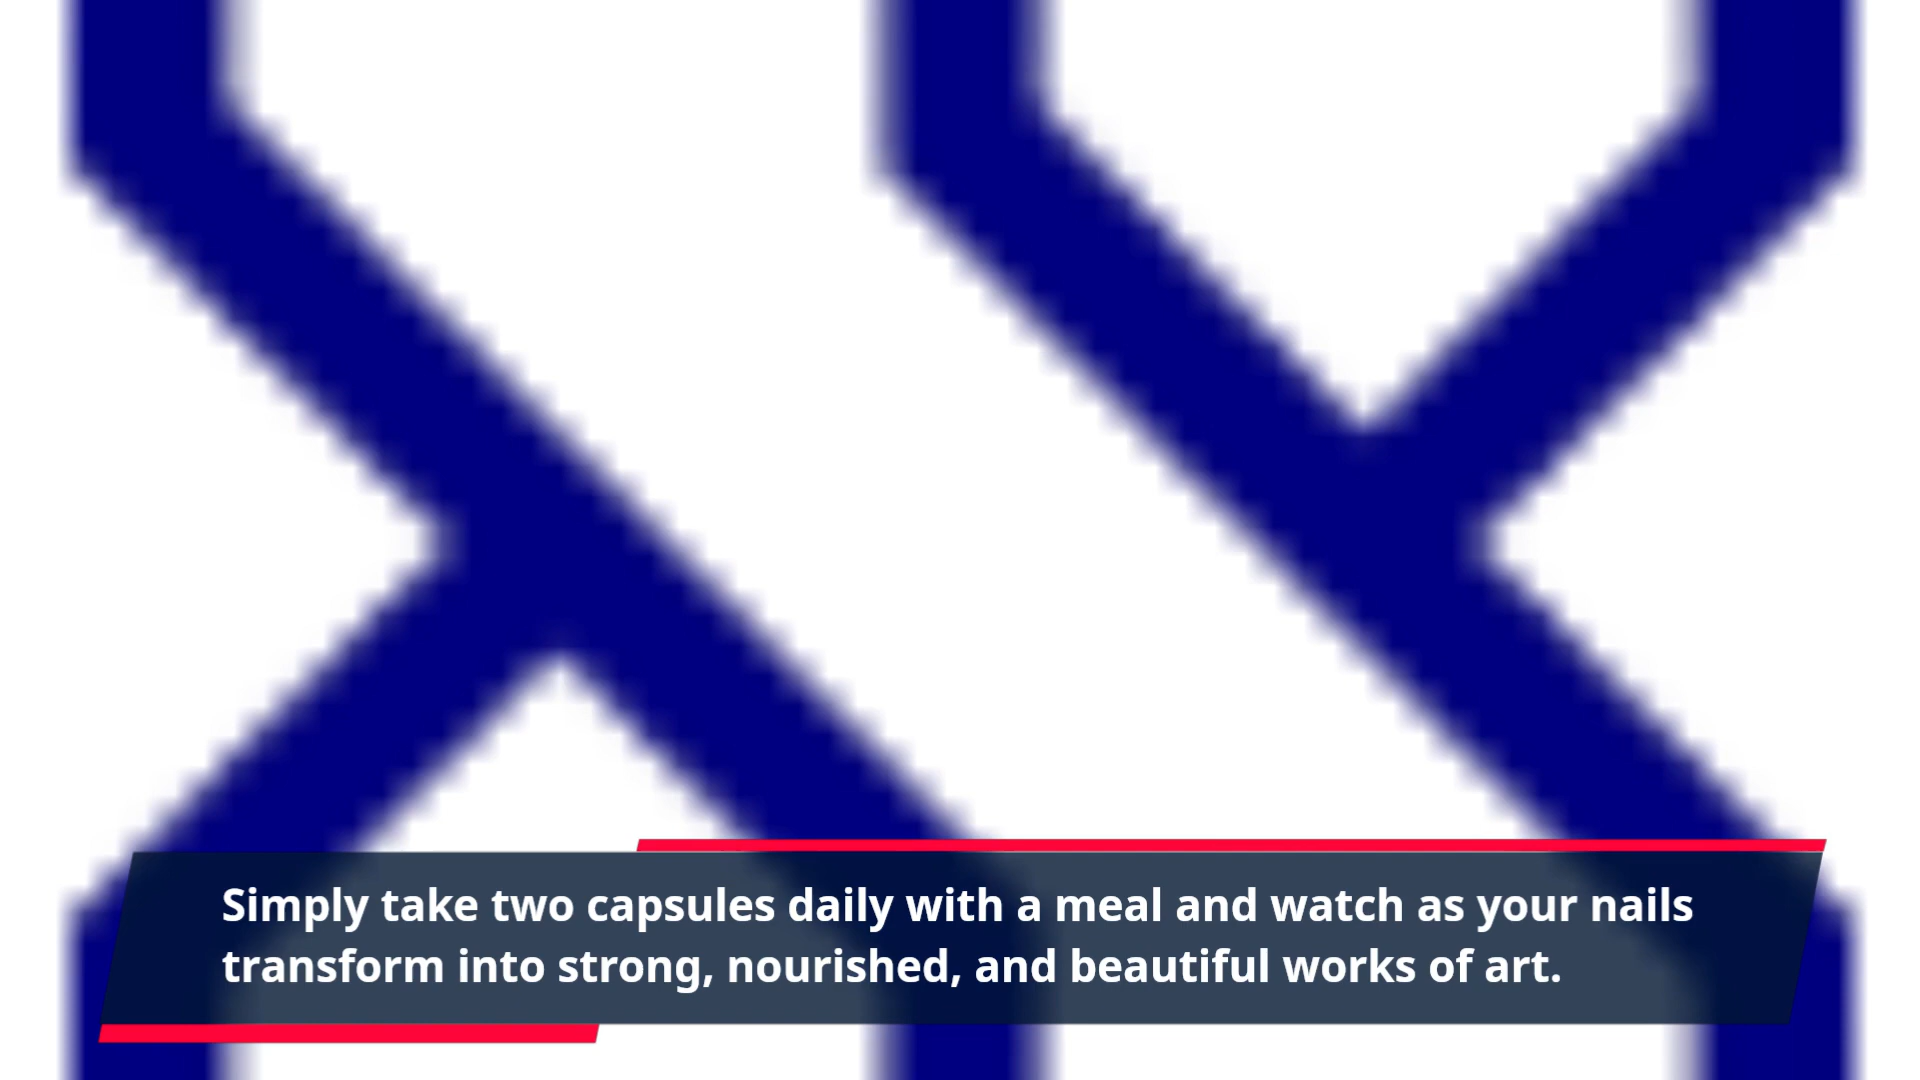 Simply take two capsules daily with a meal and watch as your nails
transform into strong, nourished, and beautiful works of art.